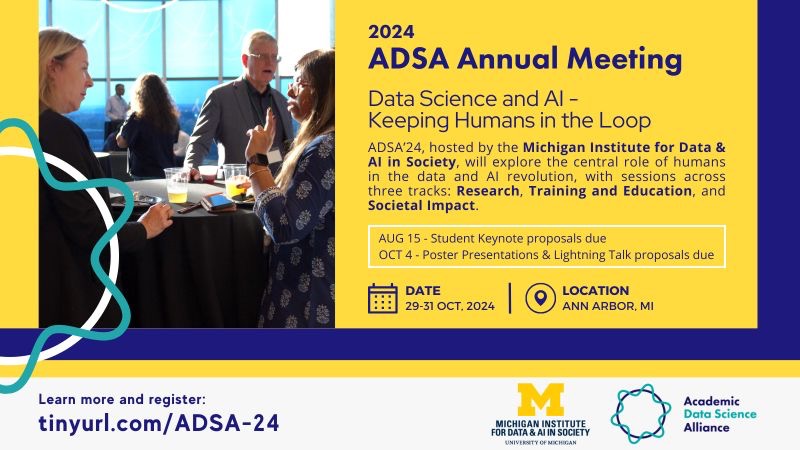 2024
ADSA Annual Meeting
Data Science and AI -
Keeping Humans in the Loop
ADSA'24, hosted by the Michigan Institute for Data &
AI in Society, will explore the central role of humans
in the data and AI revolution, with sessions across
three tracks: Research, Training and Education, and
Societal Impact.
AUG 15 - Student Keynote proposals due
OCT 4 - Poster Presentations & Lightning Talk proposals due
DATE
29-31 OCT, 2024
LOCATION
ANN ARBOR, MI
Learn more and register:
tinyurl.com/ADSA-24
M
MICHIGAN INSTITUTE
FOR DATA & AI IN SOCIETY
UNIVERSITY OF MICHIGAN
Academic
Data Science
Alliance